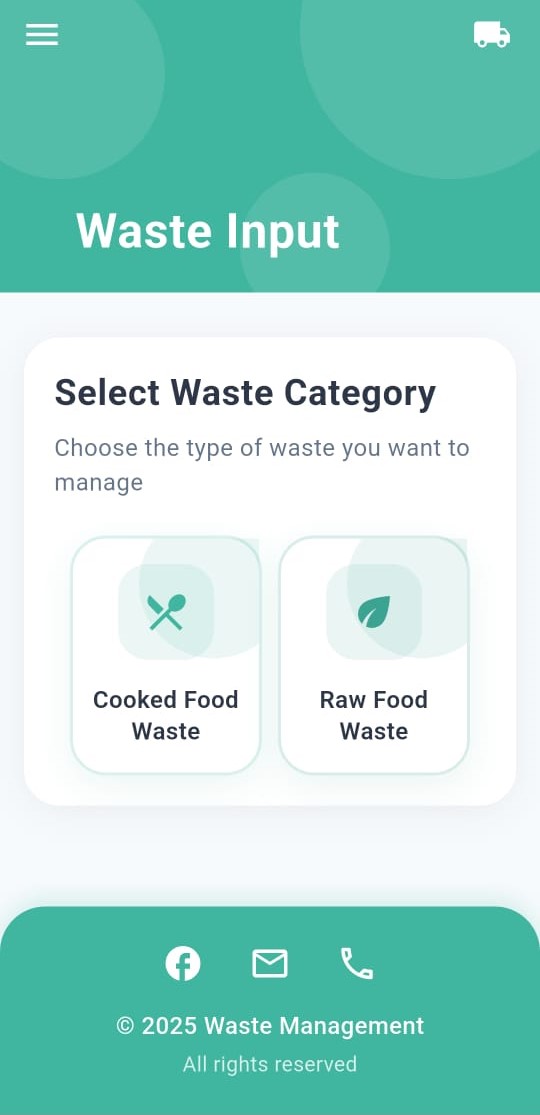 Waste Input
Select Waste Category
Choose the type of waste you want to
manage
Cooked Food
Waste
Raw Food
Waste
© 2025 Waste Management
All rights reserved